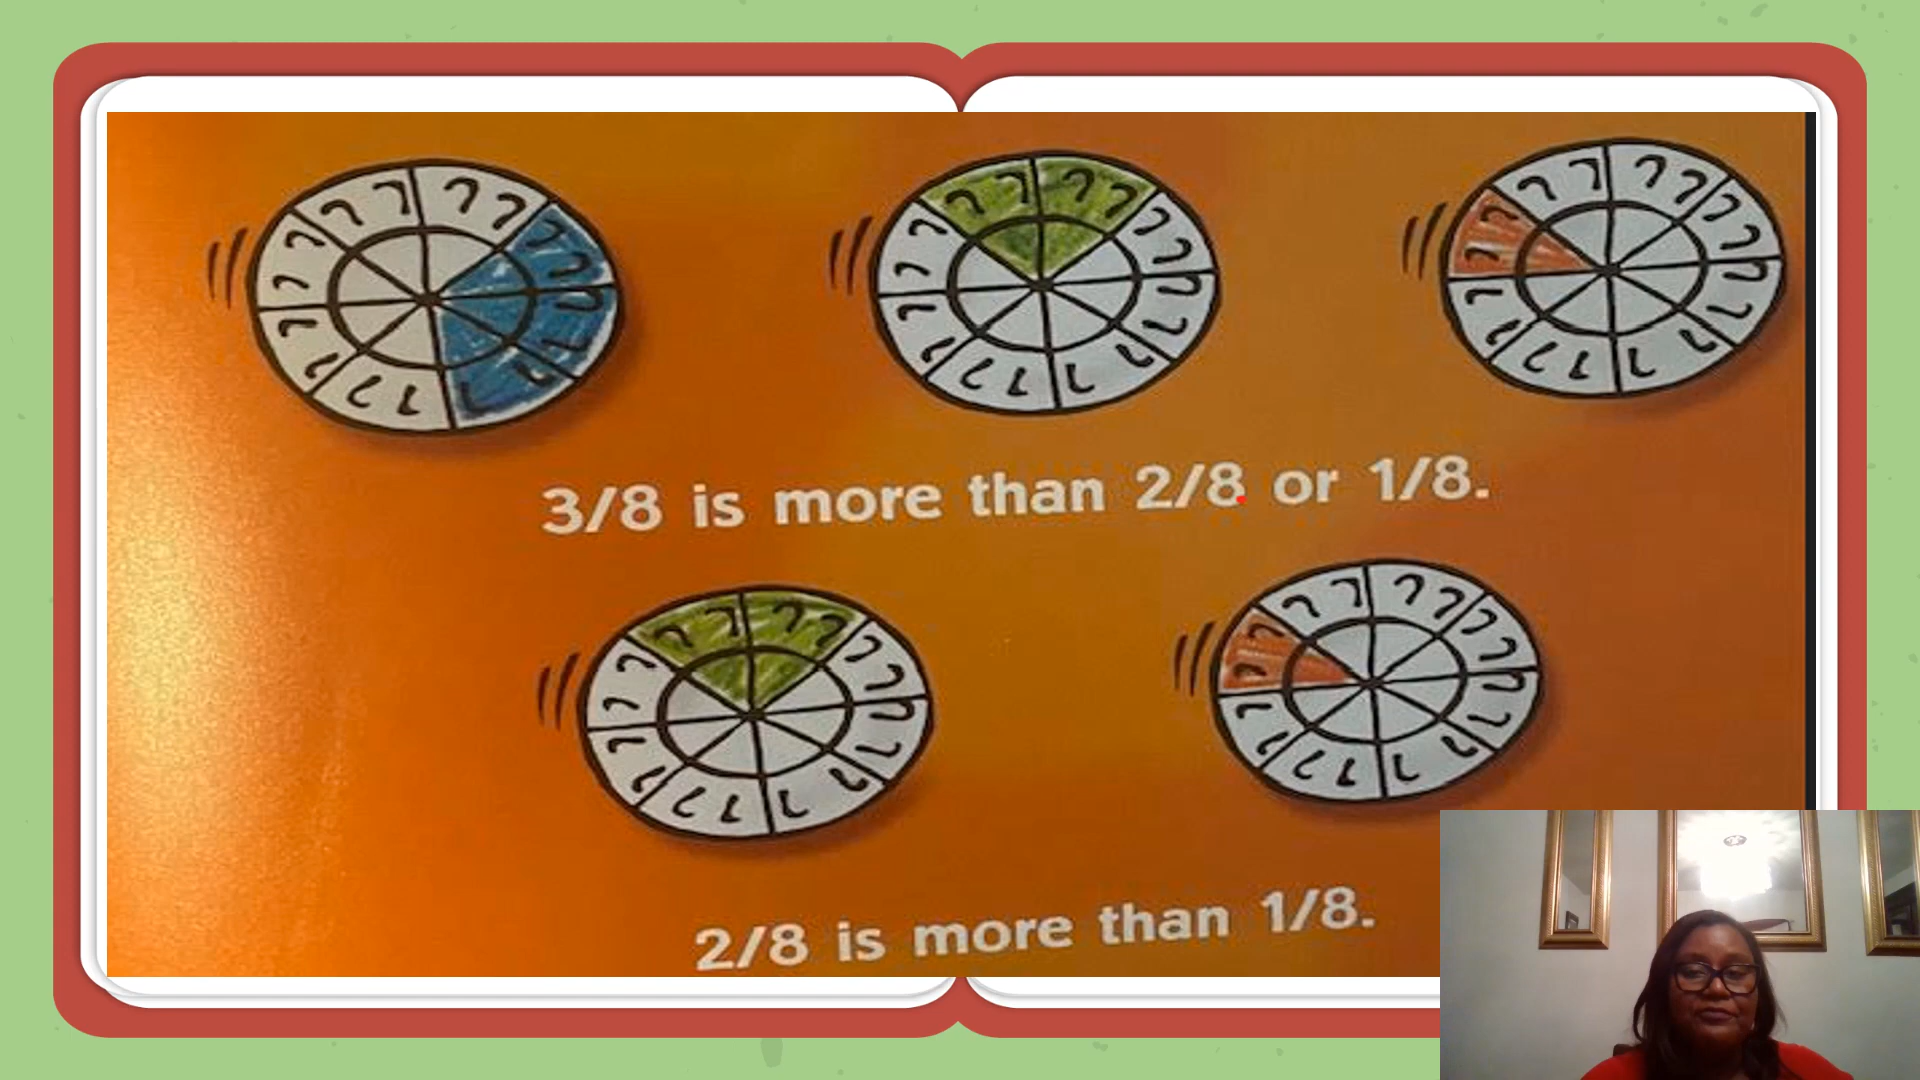 3/8 is more than 2/8 or 1/8.
2/8 is more than 1/8.